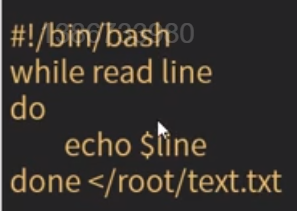 #!/bin/bash
while read line
do
echo $line
done </root/text.txt